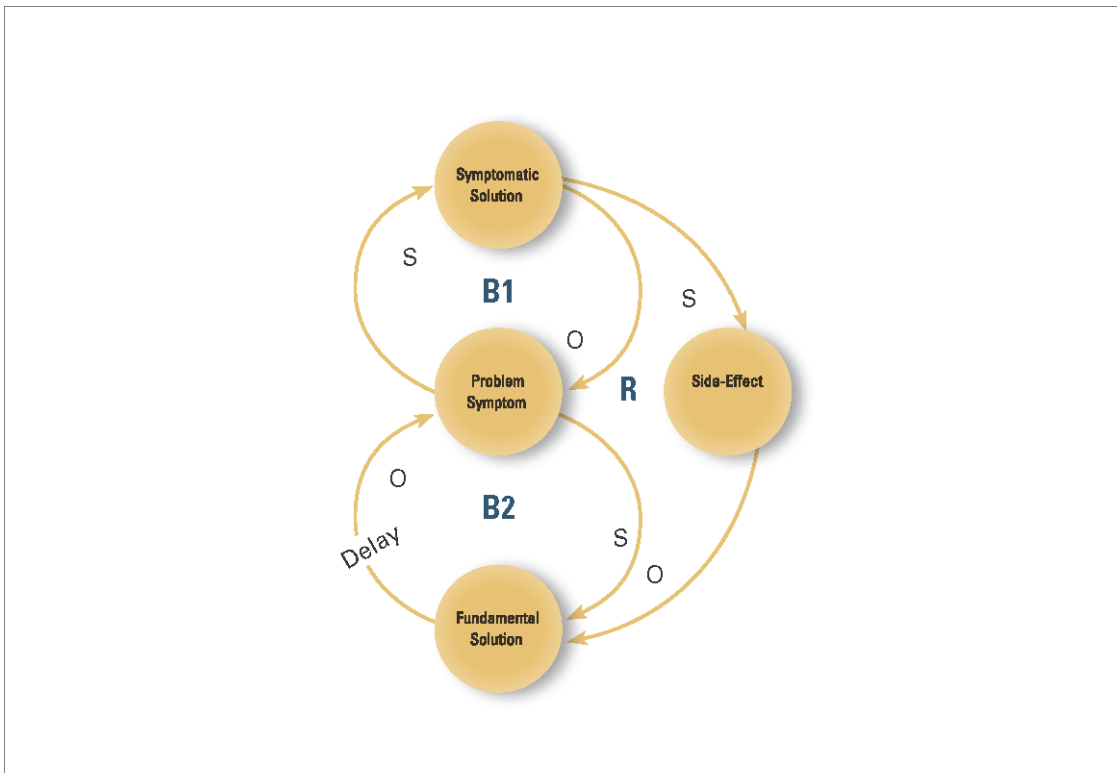 Symptomatic
Solution
S
B1
S
O
Problem
Symptom
R
Side-Effect
O
B2
Delay
S
O
Fundamental
Solution